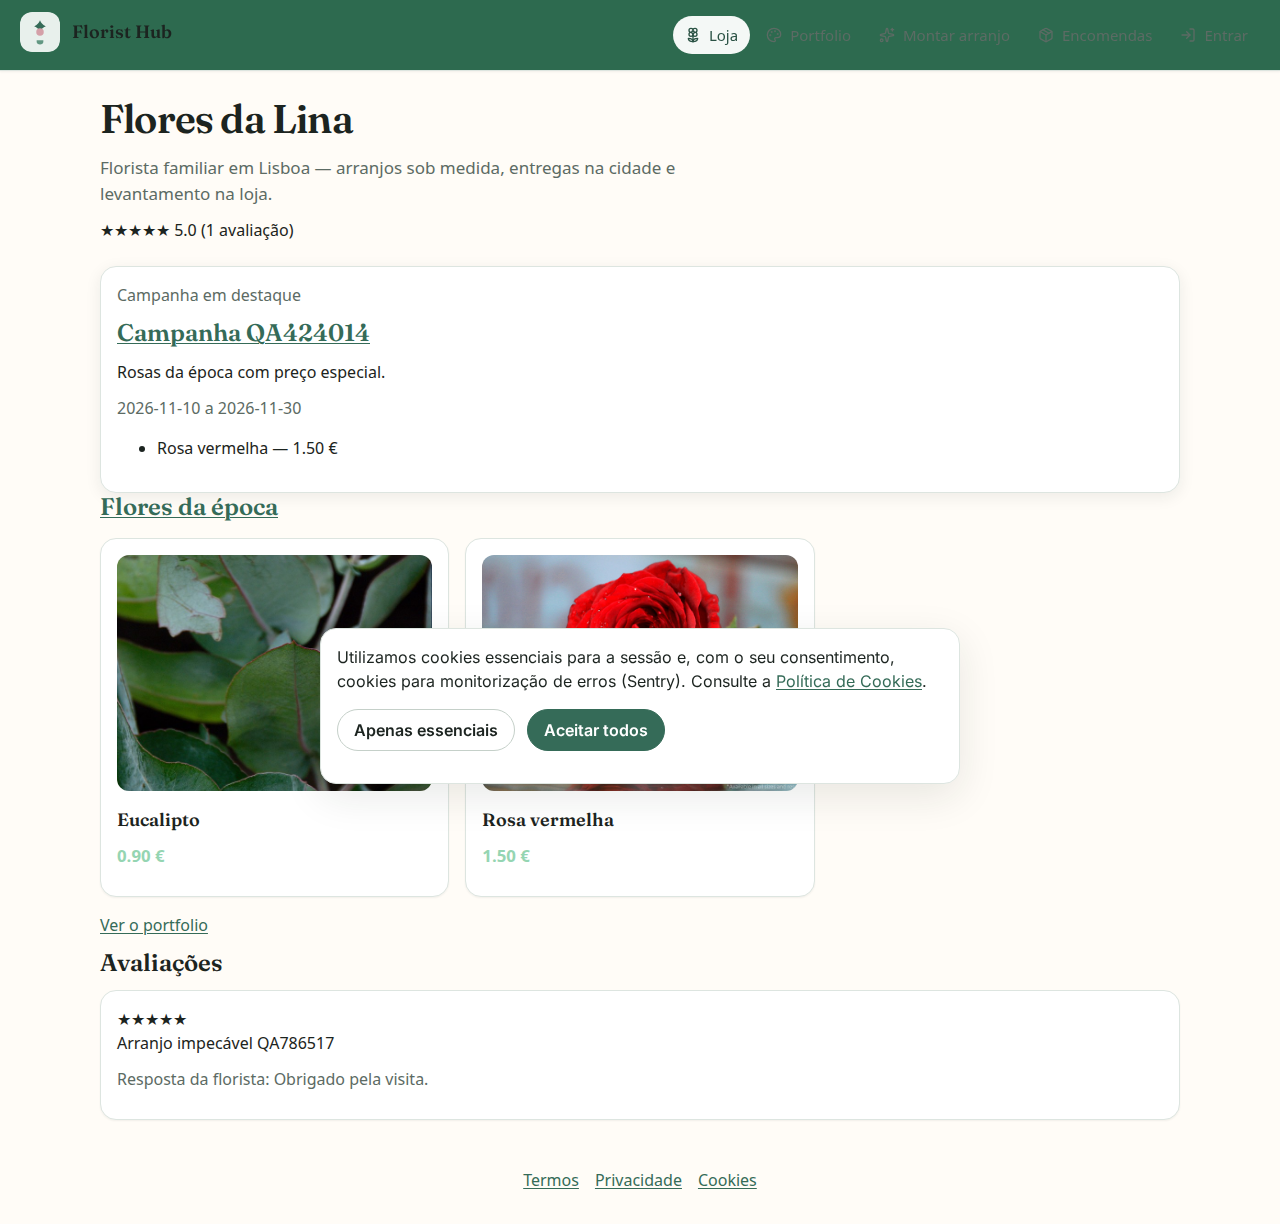 Florist Hub
Loja
Portfolio
Montar arranjo
Encomendas
Entrar
Flores da Lina
Florista familiar em Lisboa — arranjos sob medida, entregas na cidade e
levantamento na loja.
★★★★★ 5.0 (1 avaliação)
Campanha em destaque
Campanha QA424014
Rosas da época com preço especial.
2026-11-10 a 2026-11-30
Rosa vermelha — 1.50 €
Flores da época
Utilizamos cookies essenciais para a sessão e, com o seu consentimento,
cookies para monitorização de erros (Sentry). Consulte a Política de Cookies.
Apenas essenciais
Aceitar todos
Eucalipto
0.90 €
Rosa vermelha
1.50 €
Ver o portfolio
Avaliações
★★★★★
Arranjo impecável QA786517
Resposta da florista: Obrigado pela visita.
Termos
Privacidade
Cookies